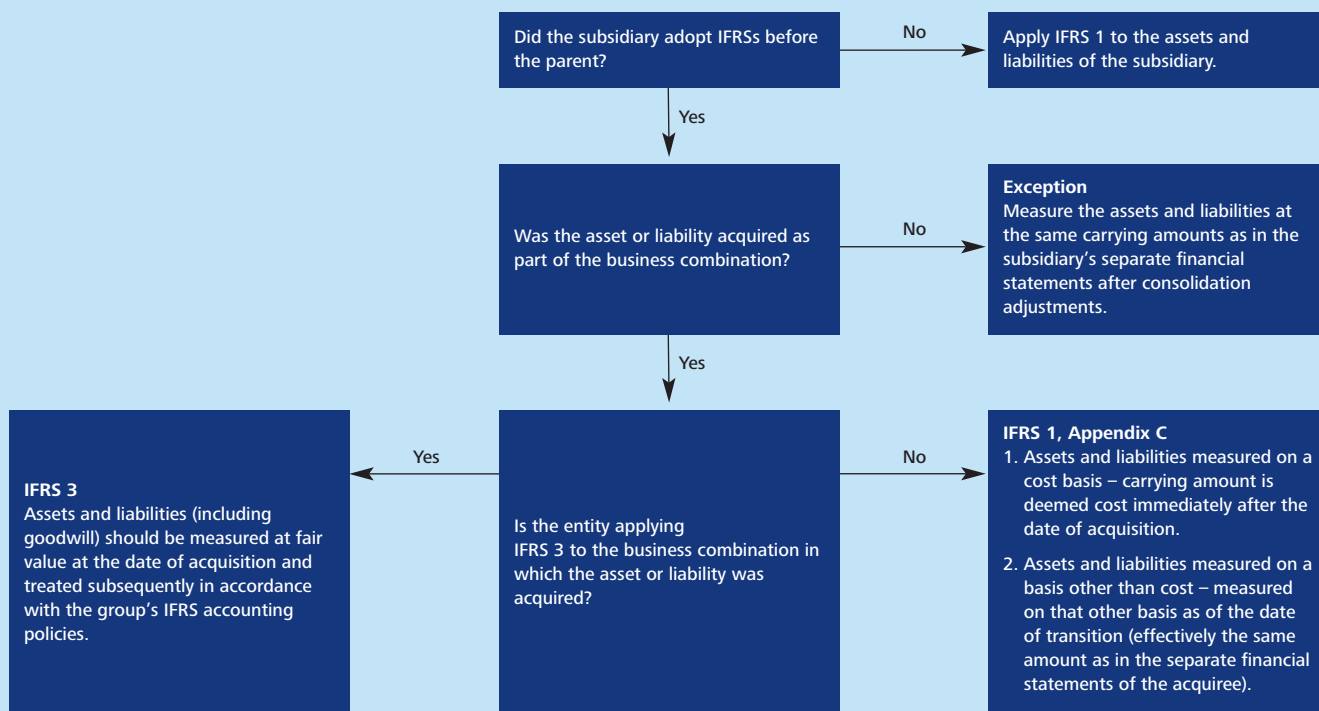 Did the subsidiary adopt IFRSs before
the parent?
No
Apply IFRS 1 to the assets and
liabilities of the subsidiary.
Yes
Was the asset or liability acquired as
part of the business combination?
No
Exception
Measure the assets and liabilities at
the same carrying amounts as in the
subsidiary's separate financial
statements after consolidation
adjustments.
Yes
IFRS 3
Assets and liabilities (including
goodwill) should be measured at fair
value at the date of acquisition and
treated subsequently in accordance
with the group's IFRS accounting
policies.
Yes
Is the entity applying
IFRS 3 to the business combination in
which the asset or liability was
acquired?
No
IFRS 1, Appendix C
1. Assets and liabilities measured on a
cost basis – carrying amount is
deemed cost immediately after the
date of acquisition.
2. Assets and liabilities measured on a
basis other than cost – measured
on that other basis as of the date
of transition (effectively the same
amount as in the separate financial
statements of the acquiree).